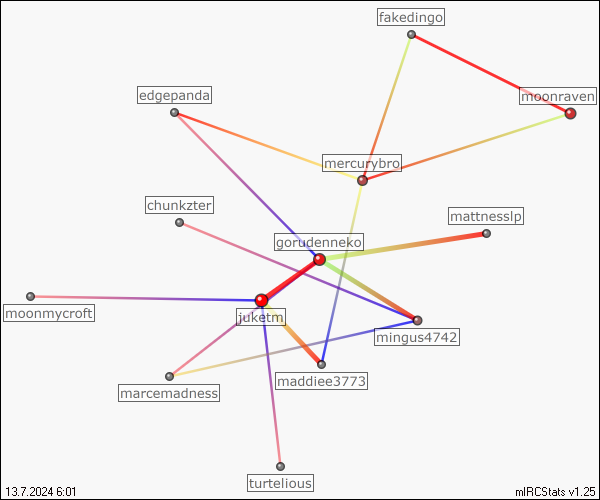 fakedingo
edgepanda
moonraven
mercurybro
chunkzter
mattnesslp
gorudenneko
moonmycroft
juketm
mingus4742
maddiee3773
marcemadness
turtelious
13.7.2024 6:01
mIRCStats v1.25